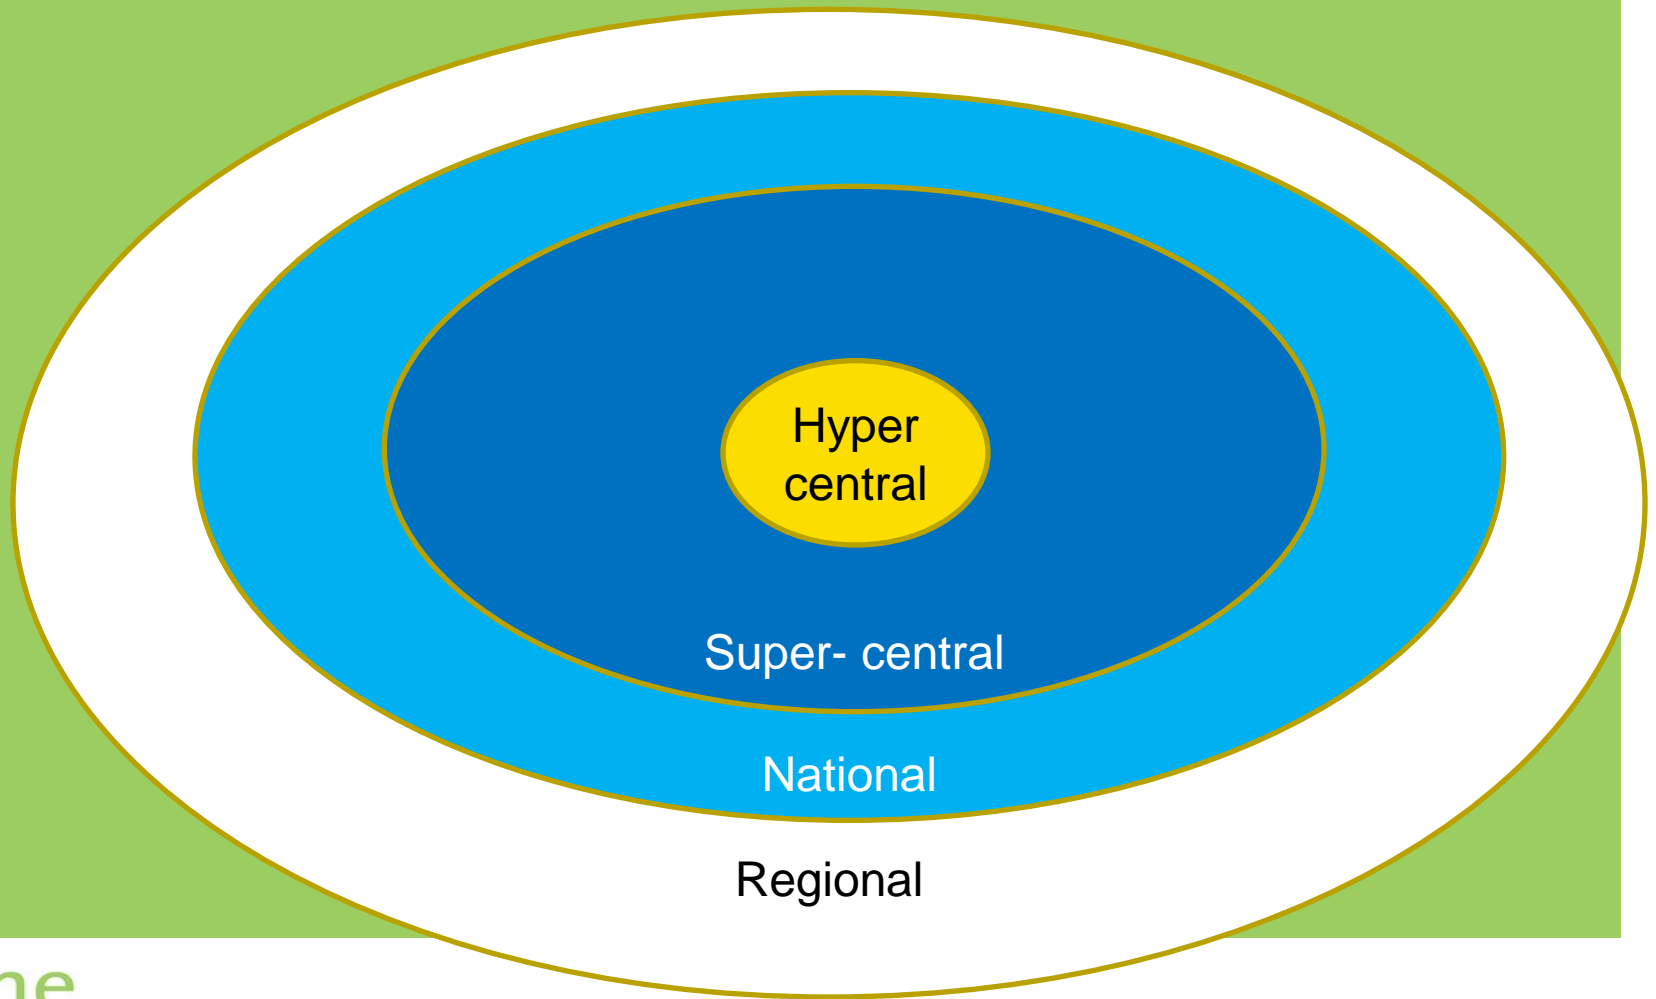 Hyper
central
Super- central
National
Regional